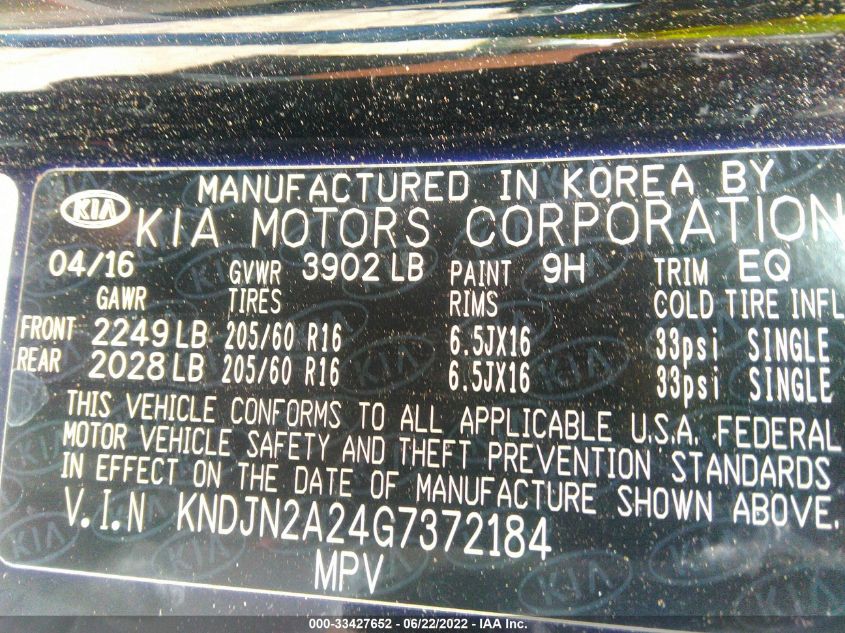 MANUFACTURED IN KOREA BY
KIA KIA MOTORS CORPORATION
04/16 GVWR 3902 LB PAINT 9H TRIM EQ
GAWR TIRES RIMS COLD TIRE INFL
FRONT 2249 LB 205/60 R16 6.5JX16 33psi SINGLE
REAR 2028 LB 205/60 R16 6.5JX16 33psi SINGLE
THIS VEHICLE CONFORMS TO ALL APPLICABLE U.S.A. FEDERAL
MOTOR VEHICLE SAFETY AND THEFT PREVENTION STANDARDS
IN EFFECT ON THE DATE OF MANUFACTURE SHOWN ABOVE.
V.I.N KNDJN2A24G7372184
MPV
000-33427652 - 06/22/2022 - IAA Inc.